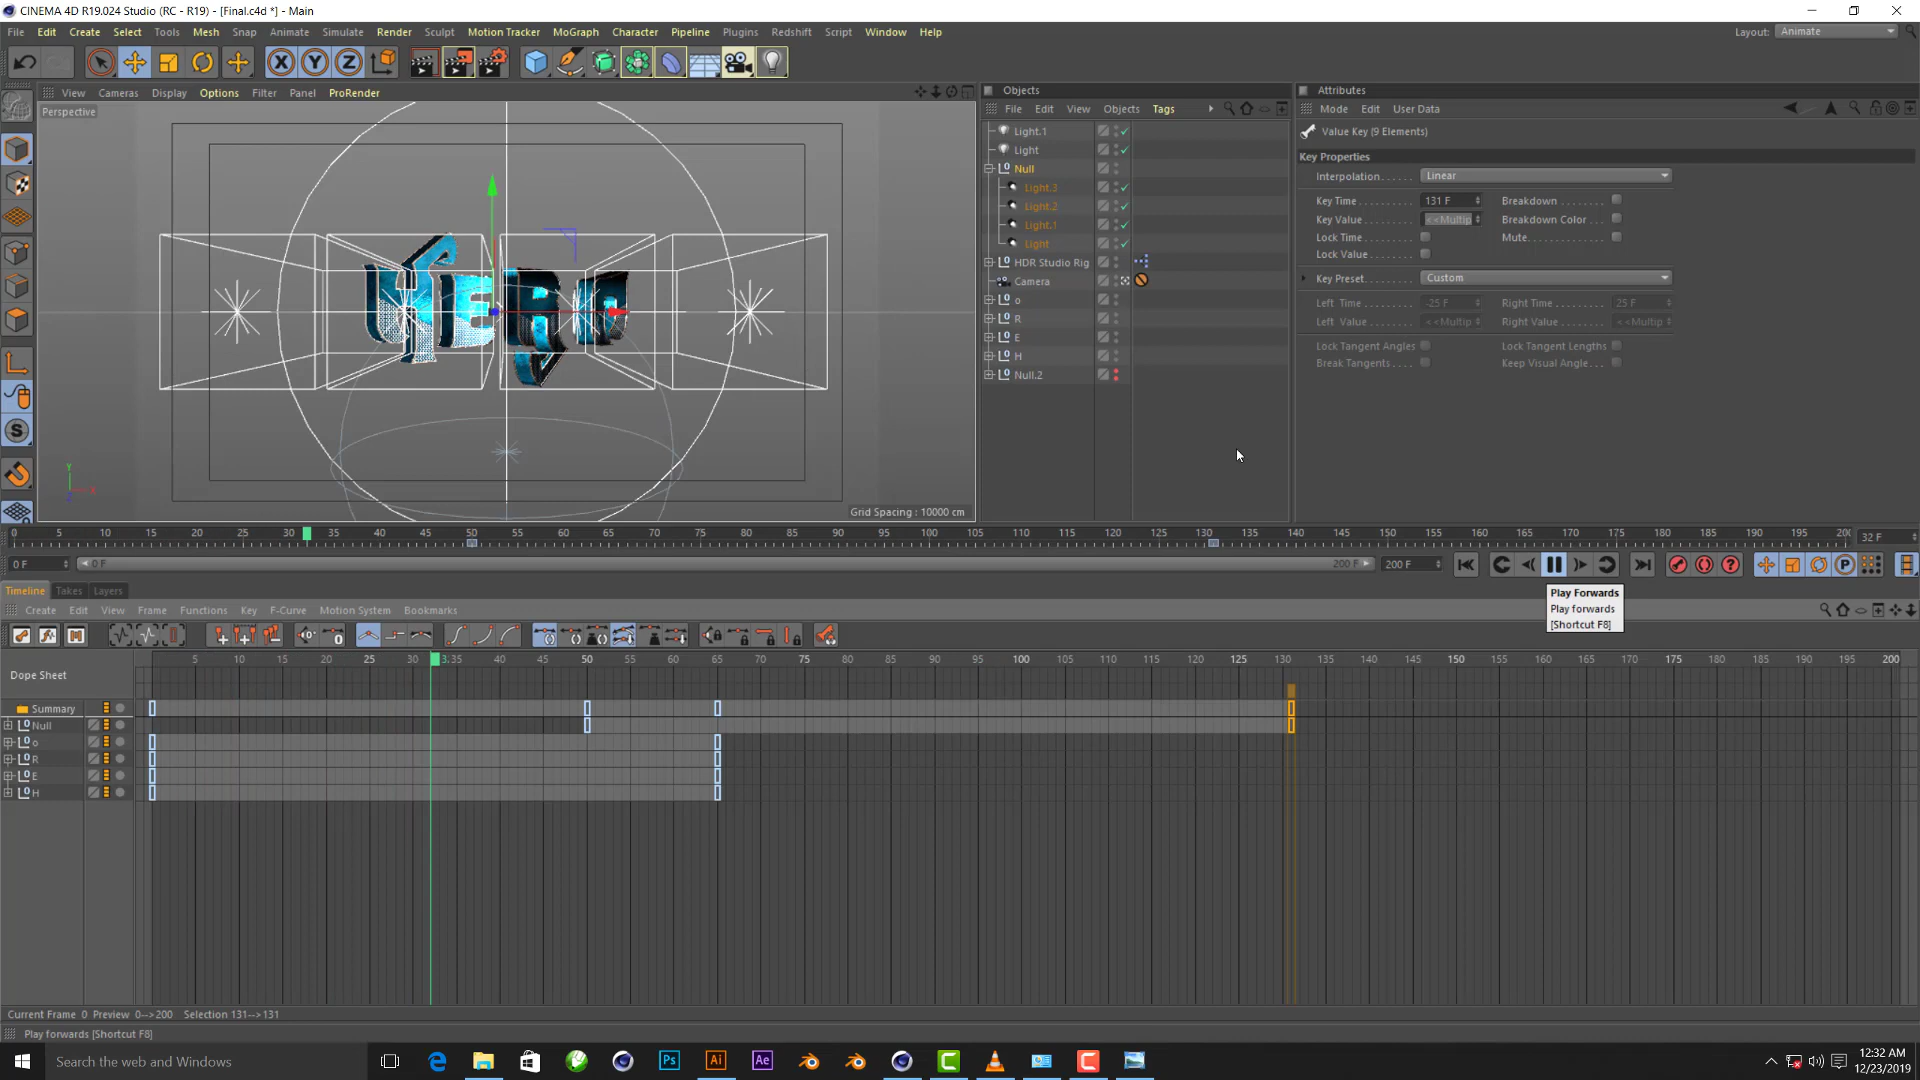 CINEMA 4D R19.024 Studio (RC - R19) - [Final.c4d *] - Main
File Edit Create Select Tools Mesh Snap Animate Simulate Render Sculpt Motion Tracker MoGraph Character Pipeline Plugins Redshift Script Window Help
Layout: Animate
X Y Z
View Cameras Display Options Filter Panel ProRender
Perspective
HERo
Grid Spacing : 10000 cm
Objects
File Edit View Objects Tags
Light.1
Light
Null
Light.3
Light.2
Light.1
Light
HDR Studio Rig
Camera
o
R
E
H
Null.2
Attributes
Mode Edit User Data
Value Key (9 Elements)
Key Properties
Interpolation...... Linear
Key Time........... 131 F Breakdown
Key Value <<Multip Breakdown Color
Lock Time Mute
Lock Value
Key Preset Custom
Left Time -25 F Right Time 25 F
Left Value <<Multip Right Value <<Multip
Lock Tangent Angles Lock Tangent Lengths
Break Tangents Keep Visual Angle
0 5 10 15 20 25 30 35 40 45 50 55 60 65 70 75 80 85 90 95 100 105 110 115 120 125 130 135 140 145 150 155 160 165 170 175 180 185 190 195 20
32 F
0 F
0 F
200 F
200 F
Play Forwards
Play forwards
[Shortcut F8]
Timeline Takes Layers
Create Edit View Frame Functions Key F-Curve Motion System Bookmarks
5 10 15 20 25 30 3.35 40 45 50 55 60 65 70 75 80 85 90 95 100 105 110 115 120 125 130 135 140 145 150 155 160 165 170 175 180 185 190 195 200
Dope Sheet
Summary
Null
o
R
E
H
Current Frame 0 Preview 0-->200 Selection 131-->131
Play forwards [Shortcut F8]
Search the web and Windows
Ps Ai Ae
12:32 AM
12/23/2019